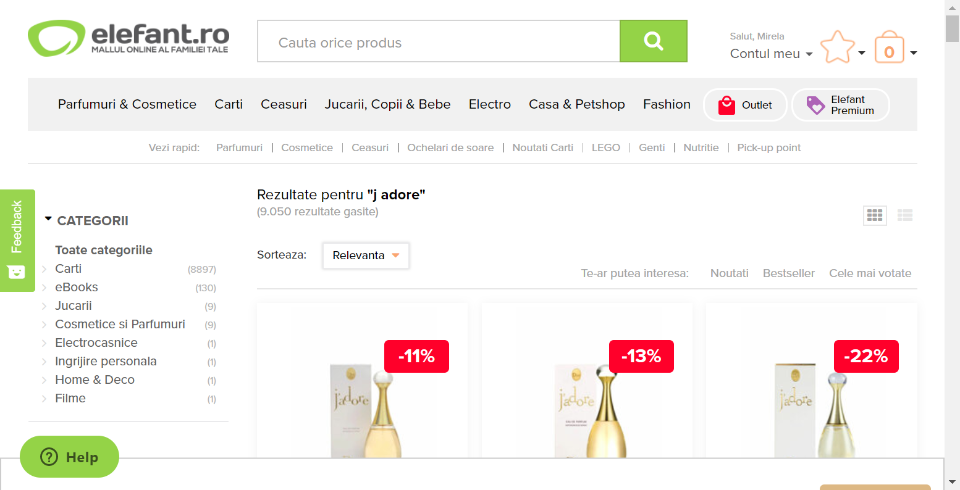 elefant.ro
MALLUL ONLINE AL FAMILIEI TALE
Cauta orice produs
Salut, Mirela
Contul meu
0
Parfumuri & Cosmetice
Carti
Ceasuri
Jucarii, Copii & Bebe
Electro
Casa & Petshop
Fashion
Outlet
Elefant
Premium
Vezi rapid:
Parfumuri
Cosmetice
Ceasuri
Ochelari de soare
Noutati Carti
LEGO
Genti
Nutritie
Pick-up point
Feedback
Rezultate pentru "j adore"
(9.050 rezultate gasite)
CATEGORII
Toate categoriile
Carti (8897)
eBooks (130)
Jucarii (9)
Cosmetice si Parfumuri (9)
Electrocasnice (1)
Ingrijire personala (1)
Home & Deco (1)
Filme (1)
Sorteaza:
Relevanta
Te-ar putea interesa:
Noutati
Bestseller
Cele mai votate
-11%
j'adore
-13%
j'adore
-22%
j'adore
Help